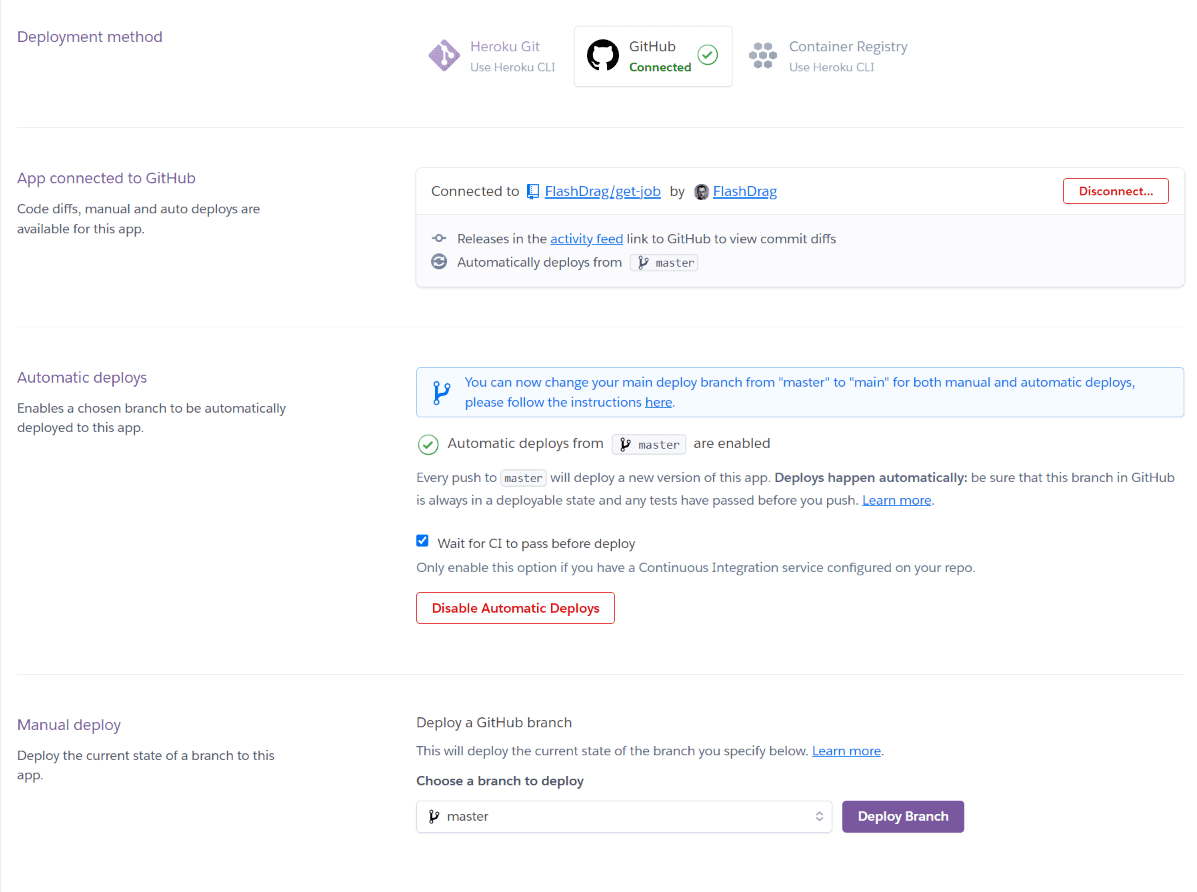 Deployment method
Heroku Git
Use Heroku CLI
GitHub
Connected
Container Registry
Use Heroku CLI
App connected to GitHub
Code diffs, manual and auto deploys are
available for this app.
Connected to FlashDrag/get-job by FlashDrag
Disconnect...
Releases in the activity feed link to GitHub to view commit diffs
Automatically deploys from master
Automatic deploys
Enables a chosen branch to be automatically
deployed to this app.
You can now change your main deploy branch from "master" to "main" for both manual and automatic deploys,
please follow the instructions here.
Automatic deploys from master are enabled
Every push to master will deploy a new version of this app. Deploys happen automatically: be sure that this branch in GitHub
is always in a deployable state and any tests have passed before you push. Learn more.
Wait for CI to pass before deploy
Only enable this option if you have a Continuous Integration service configured on your repo.
Disable Automatic Deploys
Manual deploy
Deploy the current state of a branch to this
app.
Deploy a GitHub branch
This will deploy the current state of the branch you specify below. Learn more.
Choose a branch to deploy
master
Deploy Branch